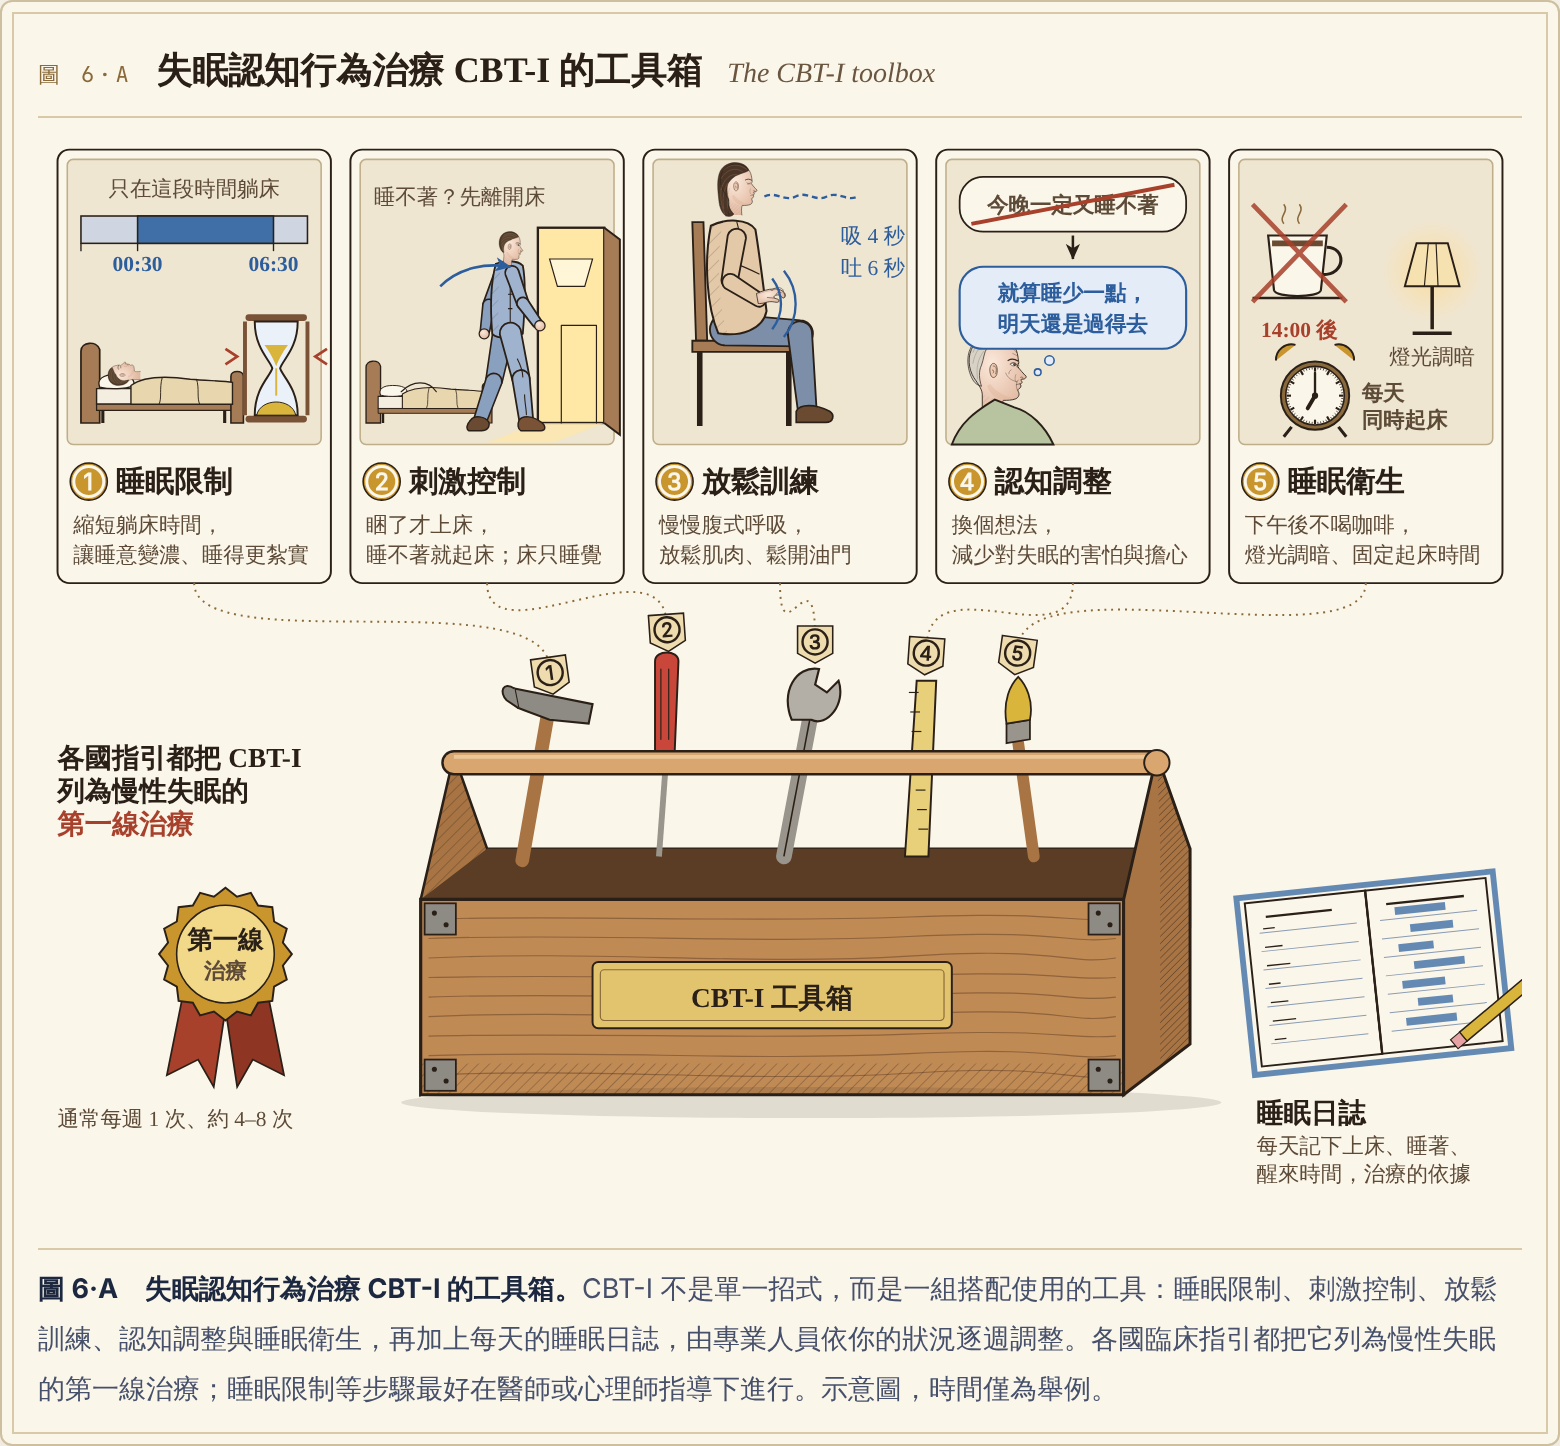 圖 6·A 失眠認知行為治療 CBT-I 的工具箱 The CBT-I toolbox
只在這段時間躺床
00:30 06:30
① 睡眠限制
縮短躺床時間，
讓睡意變濃、睡得更紮實
睡不著？先離開床
② 刺激控制
睏了才上床，
睡不著就起床；床只睡覺
吸 4 秒
吐 6 秒
③ 放鬆訓練
慢慢腹式呼吸，
放鬆肌肉、鬆開油門
今晚一定又睡不著
就算睡少一點，
明天還是過得去
④ 認知調整
換個想法，
減少對失眠的害怕與擔心
14:00 後
燈光調暗
每天
同時起床
⑤ 睡眠衛生
下午後不喝咖啡，
燈光調暗、固定起床時間
①
②
③
④
⑤
各國指引都把 CBT-I
列為慢性失眠的
第一線治療
第一線
治療
通常每週 1 次、約 4–8 次
CBT-I 工具箱
睡眠日誌
每天記下上床、睡著、
醒來時間，治療的依據
圖 6·A 失眠認知行為治療 CBT-I 的工具箱。CBT-I 不是單一招式，而是一組搭配使用的工具：睡眠限制、刺激控制、放鬆
訓練、認知調整與睡眠衛生，再加上每天的睡眠日誌，由專業人員依你的狀況逐週調整。各國臨床指引都把它列為慢性失眠
的第一線治療；睡眠限制等步驟最好在醫師或心理師指導下進行。示意圖，時間僅為舉例。